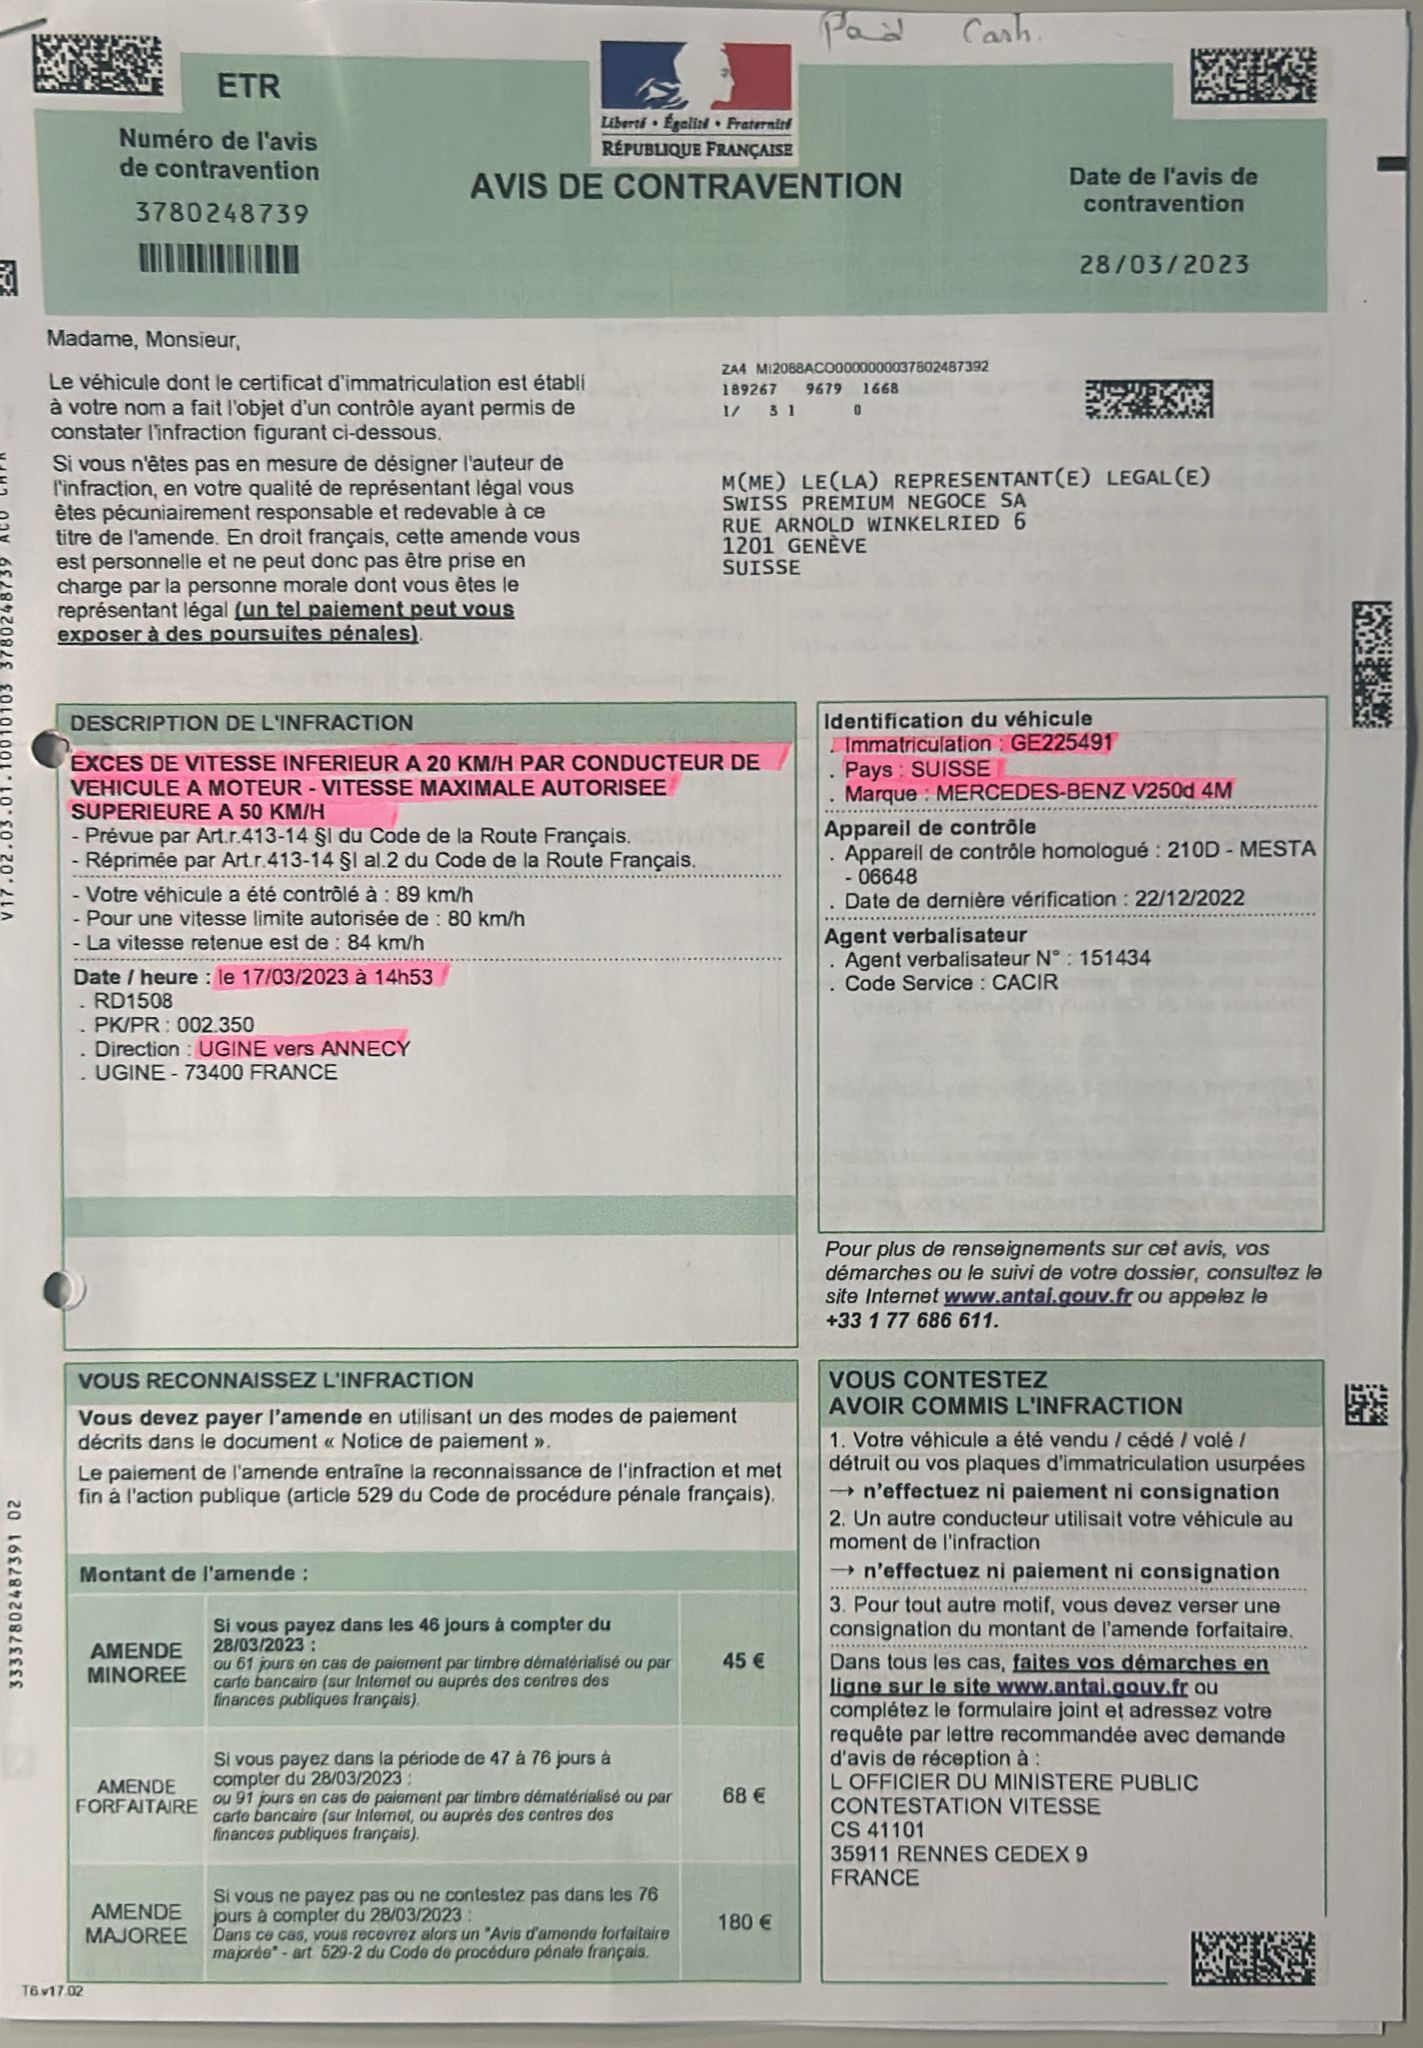 Paid Cash.
ETR
Numéro de l'avis
de contravention
3780248739
Liberté • Égalité • Fraternité
RÉPUBLIQUE FRANÇAISE
AVIS DE CONTRAVENTION
Date de l'avis de
contravention
28/03/2023
Madame, Monsieur,
Le véhicule dont le certificat d'immatriculation est établi
à votre nom a fait l'objet d'un contrôle ayant permis de
constater l'infraction figurant ci-dessous.
Si vous n'êtes pas en mesure de désigner l'auteur de
l'infraction, en votre qualité de représentant légal vous
êtes pécuniairement responsable et redevable à ce
titre de l'amende. En droit français, cette amende vous
est personnelle et ne peut donc pas être prise en
charge par la personne morale dont vous êtes le
représentant légal (un tel paiement peut vous
exposer à des poursuites pénales).
ZA4 MI20B8ACO0000000037802487392
189267 9679 1668
1/ 3 1 0
M(ME) LE(LA) REPRESENTANT(E) LEGAL(E)
SWISS PREMIUM NEGOCE SA
RUE ARNOLD WINKELRIED 6
1201 GENÈVE
SUISSE
DESCRIPTION DE L'INFRACTION
EXCES DE VITESSE INFERIEUR A 20 KM/H PAR CONDUCTEUR DE
VEHICULE A MOTEUR - VITESSE MAXIMALE AUTORISEE
SUPERIEURE A 50 KM/H
- Prévue par Art.r.413-14 §I du Code de la Route Français.
- Réprimée par Art.r.413-14 §I al.2 du Code de la Route Français.
- Votre véhicule a été contrôlé à : 89 km/h
- Pour une vitesse limite autorisée de : 80 km/h
- La vitesse retenue est de : 84 km/h
Date / heure : le 17/03/2023 à 14h53
. RD1508
. PK/PR : 002.350
. Direction : UGINE vers ANNECY
. UGINE - 73400 FRANCE
Identification du véhicule
. Immatriculation : GE225491
. Pays : SUISSE
. Marque : MERCEDES-BENZ V250d 4M
Appareil de contrôle
. Appareil de contrôle homologué : 210D - MESTA
- 06648
. Date de dernière vérification : 22/12/2022
Agent verbalisateur
. Agent verbalisateur N° : 151434
. Code Service : CACIR
Pour plus de renseignements sur cet avis, vos
démarches ou le suivi de votre dossier, consultez le
site Internet www.antai.gouv.fr ou appelez le
+33 1 77 686 611.
VOUS RECONNAISSEZ L'INFRACTION
Vous devez payer l'amende en utilisant un des modes de paiement
décrits dans le document « Notice de paiement ».
Le paiement de l'amende entraîne la reconnaissance de l'infraction et met
fin à l'action publique (article 529 du Code de procédure pénale français).
Montant de l'amende :
AMENDE
MINOREE
Si vous payez dans les 46 jours à compter du
28/03/2023 :
ou 61 jours en cas de paiement par timbre dématérialisé ou par
carte bancaire (sur Internet ou auprès des centres des
finances publiques français).
45 €
AMENDE
FORFAITAIRE
Si vous payez dans la période de 47 à 76 jours à
compter du 28/03/2023 :
ou 91 jours en cas de paiement par timbre dématérialisé ou par
carte bancaire (sur Internet, ou auprès des centres des
finances publiques français).
68 €
AMENDE
MAJOREE
Si vous ne payez pas ou ne contestez pas dans les 76
jours à compter du 28/03/2023 :
Dans ce cas, vous recevrez alors un "Avis d'amende forfaitaire
majorée" - art. 529-2 du Code de procédure pénale français.
180 €
VOUS CONTESTEZ
AVOIR COMMIS L'INFRACTION
1. Votre véhicule a été vendu / cédé / volé /
détruit ou vos plaques d'immatriculation usurpées
→ n'effectuez ni paiement ni consignation
2. Un autre conducteur utilisait votre véhicule au
moment de l'infraction
→ n'effectuez ni paiement ni consignation
3. Pour tout autre motif, vous devez verser une
consignation du montant de l'amende forfaitaire.
Dans tous les cas, faites vos démarches en
ligne sur le site www.antai.gouv.fr ou
complétez le formulaire joint et adressez votre
requête par lettre recommandée avec demande
d'avis de réception à :
L OFFICIER DU MINISTERE PUBLIC
CONTESTATION VITESSE
CS 41101
35911 RENNES CEDEX 9
FRANCE
T6.v17.02
V17.02.03.01.10010103 3780248739 ACO
33337802487391 D2